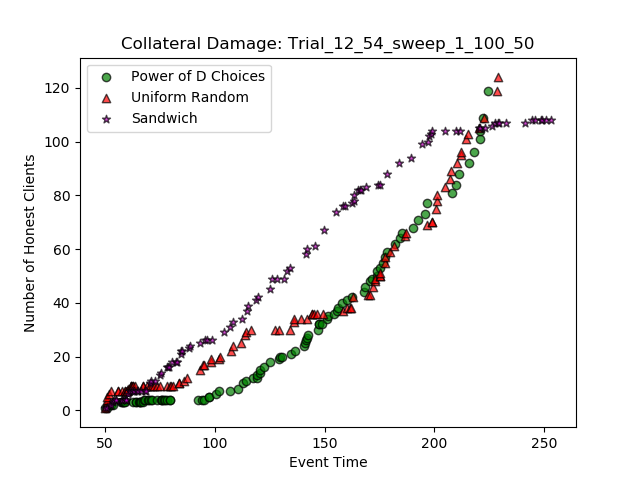 Collateral Damage: Trial_12_54_sweep_1_100_50
Power of D Choices
Uniform Random
Sandwich
120
100
80
60
40
20
0
Number of Honest Clients
50 100 150 200 250
Event Time